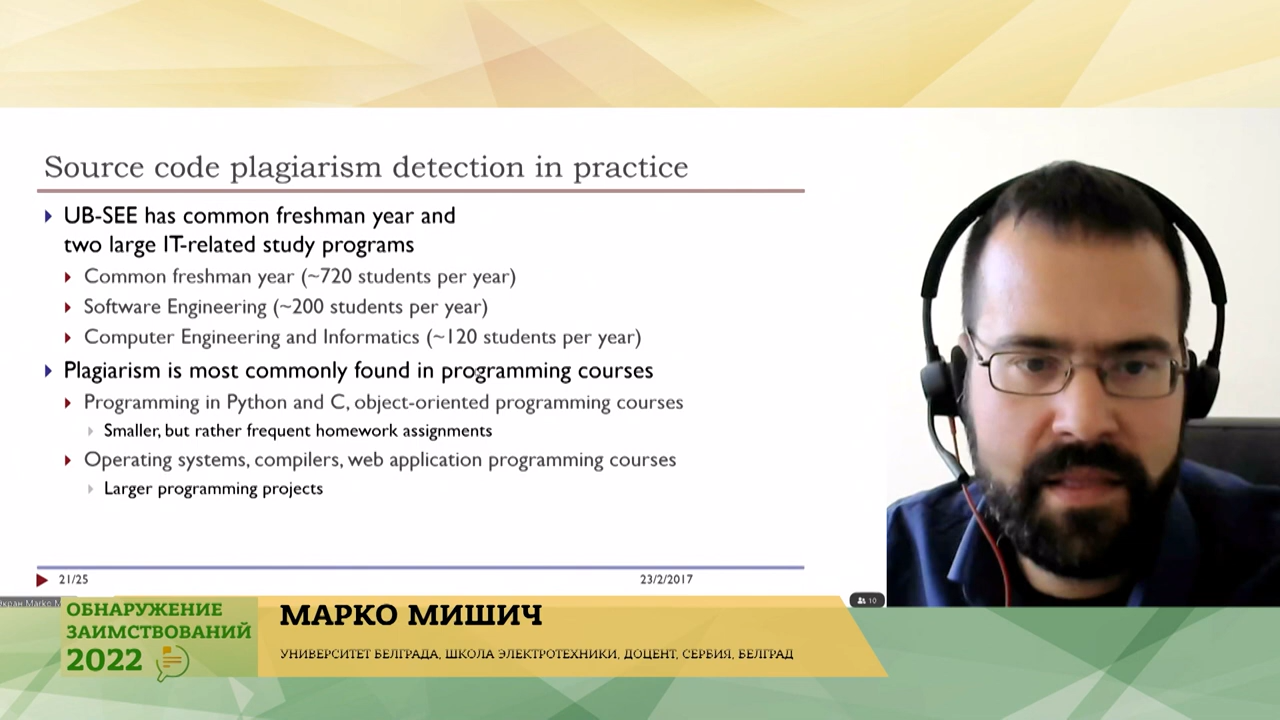 Source code plagiarism detection in practice
UB-SEE has common freshman year and
two large IT-related study programs
Common freshman year (~720 students per year)
Software Engineering (~200 students per year)
Computer Engineering and Informatics (~120 students per year)
Plagiarism is most commonly found in programming courses
Programming in Python and C, object-oriented programming courses
Smaller, but rather frequent homework assignments
Operating systems, compilers, web application programming courses
Larger programming projects
21/25
23/2/2017
Marko
10
ОБНАРУЖЕНИЕ
ЗАИМСТВОВАНИЙ
2022
МАРКО МИШИЧ
УНИВЕРСИТЕТ БЕЛГРАДА, ШКОЛА ЭЛЕКТРОТЕХНИКИ, ДОЦЕНТ, СЕРБИЯ, БЕЛГРАД